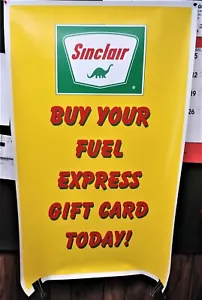 Sinclair
®
BUY YOUR
FUEL
EXPRESS
GIFT CARD
TODAY!